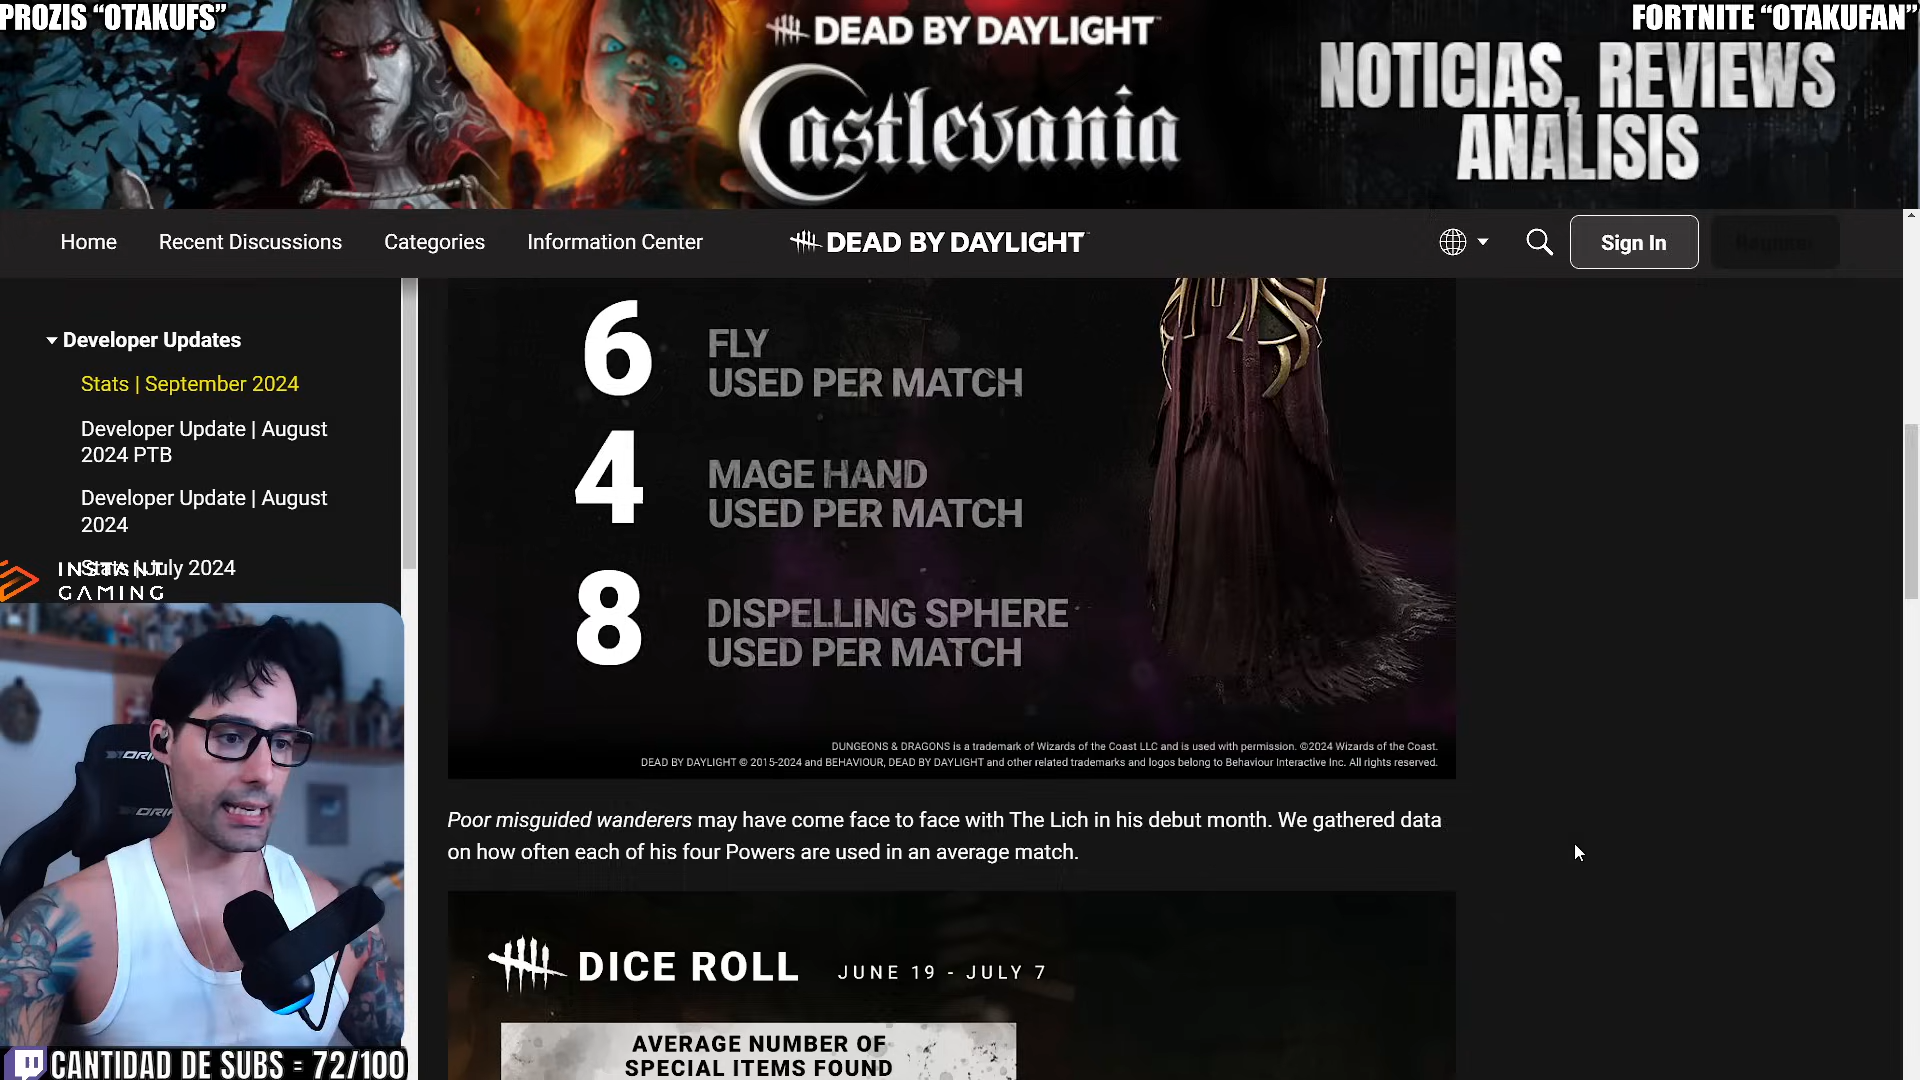 PROZIS “OTAKUFS”
FORTNITE “OTAKUFAN”
DEAD BY DAYLIGHT
Castlevania
NOTICIAS, REVIEWS
ANALISIS
Home
Recent Discussions
Categories
Information Center
DEAD BY DAYLIGHT
Sign In
Developer Updates
Stats | September 2024
Developer Update | August
2024 PTB
Developer Update | August
2024
Stats | July 2024
INSTANT
GAMING
6
FLY
USED PER MATCH
4
MAGE HAND
USED PER MATCH
8
DISPELLING SPHERE
USED PER MATCH
DUNGEONS & DRAGONS is a trademark of Wizards of the Coast LLC and is used with permission. ©2024 Wizards of the Coast.
DEAD BY DAYLIGHT © 2015-2024 and BEHAVIOUR, DEAD BY DAYLIGHT and other related trademarks and logos belong to Behaviour Interactive Inc. All rights reserved.
Poor misguided wanderers may have come face to face with The Lich in his debut month. We gathered data
on how often each of his four Powers are used in an average match.
DICE ROLL JUNE 19 - JULY 7
AVERAGE NUMBER OF
SPECIAL ITEMS FOUND
CANTIDAD DE SUBS = 72/100